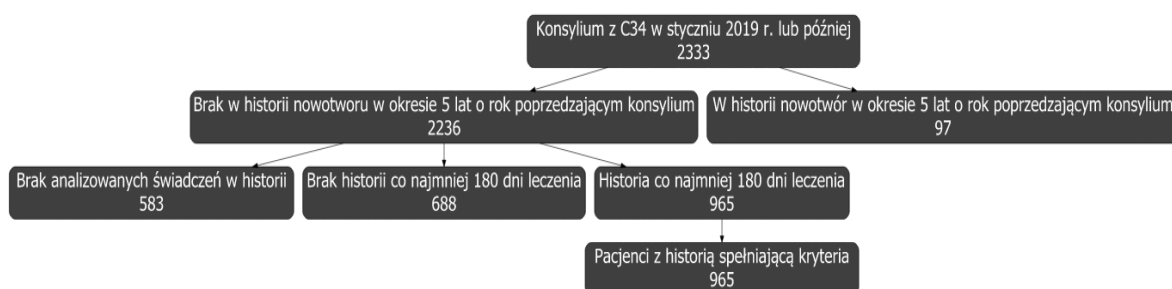 Konsylium z C34 w styczniu 2019 r. lub później
2333
Brak w historii nowotworu w okresie 5 lat o rok poprzedzającym konsylium
2236
W historii nowotwór w okresie 5 lat o rok poprzedzającym konsylium
97
Brak analizowanych świadczeń w historii
583
Brak historii co najmniej 180 dni leczenia
688
Historia co najmniej 180 dni leczenia
965
Pacjenci z historią spełniającą kryteria
965